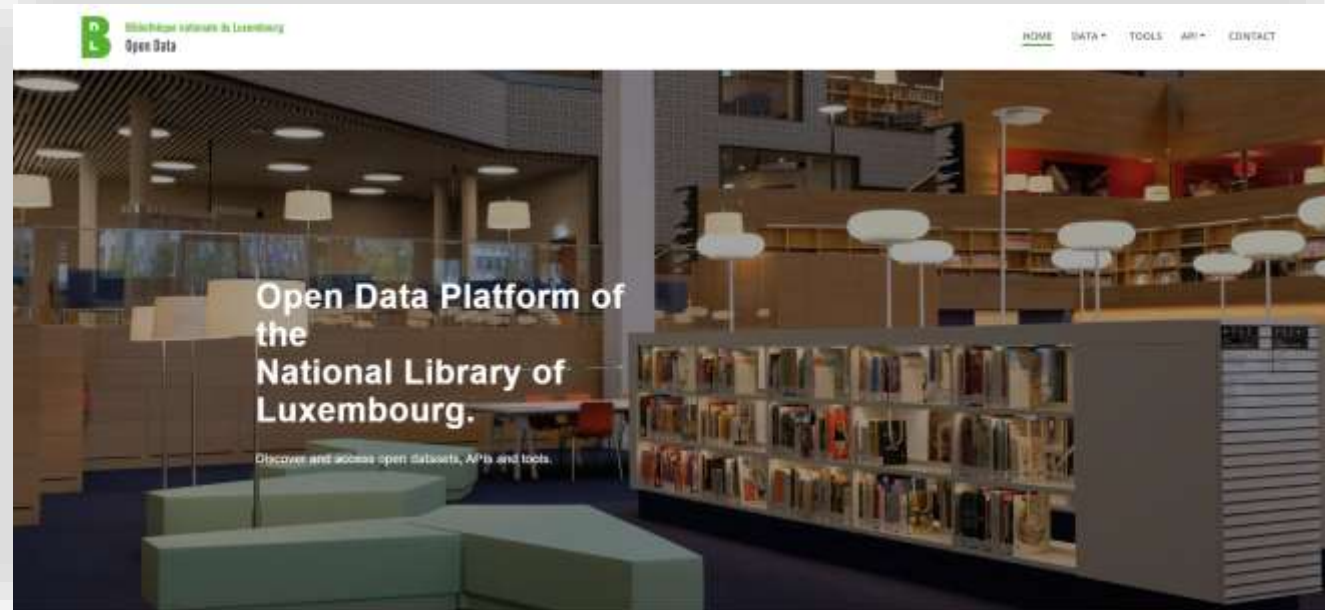 Bibliothèque nationale du Luxembourg
Open Data
HOME DATA TOOLS API CONTACT
Open Data Platform of
the
National Library of
Luxembourg.
Discover and access open datasets, APIs and tools.